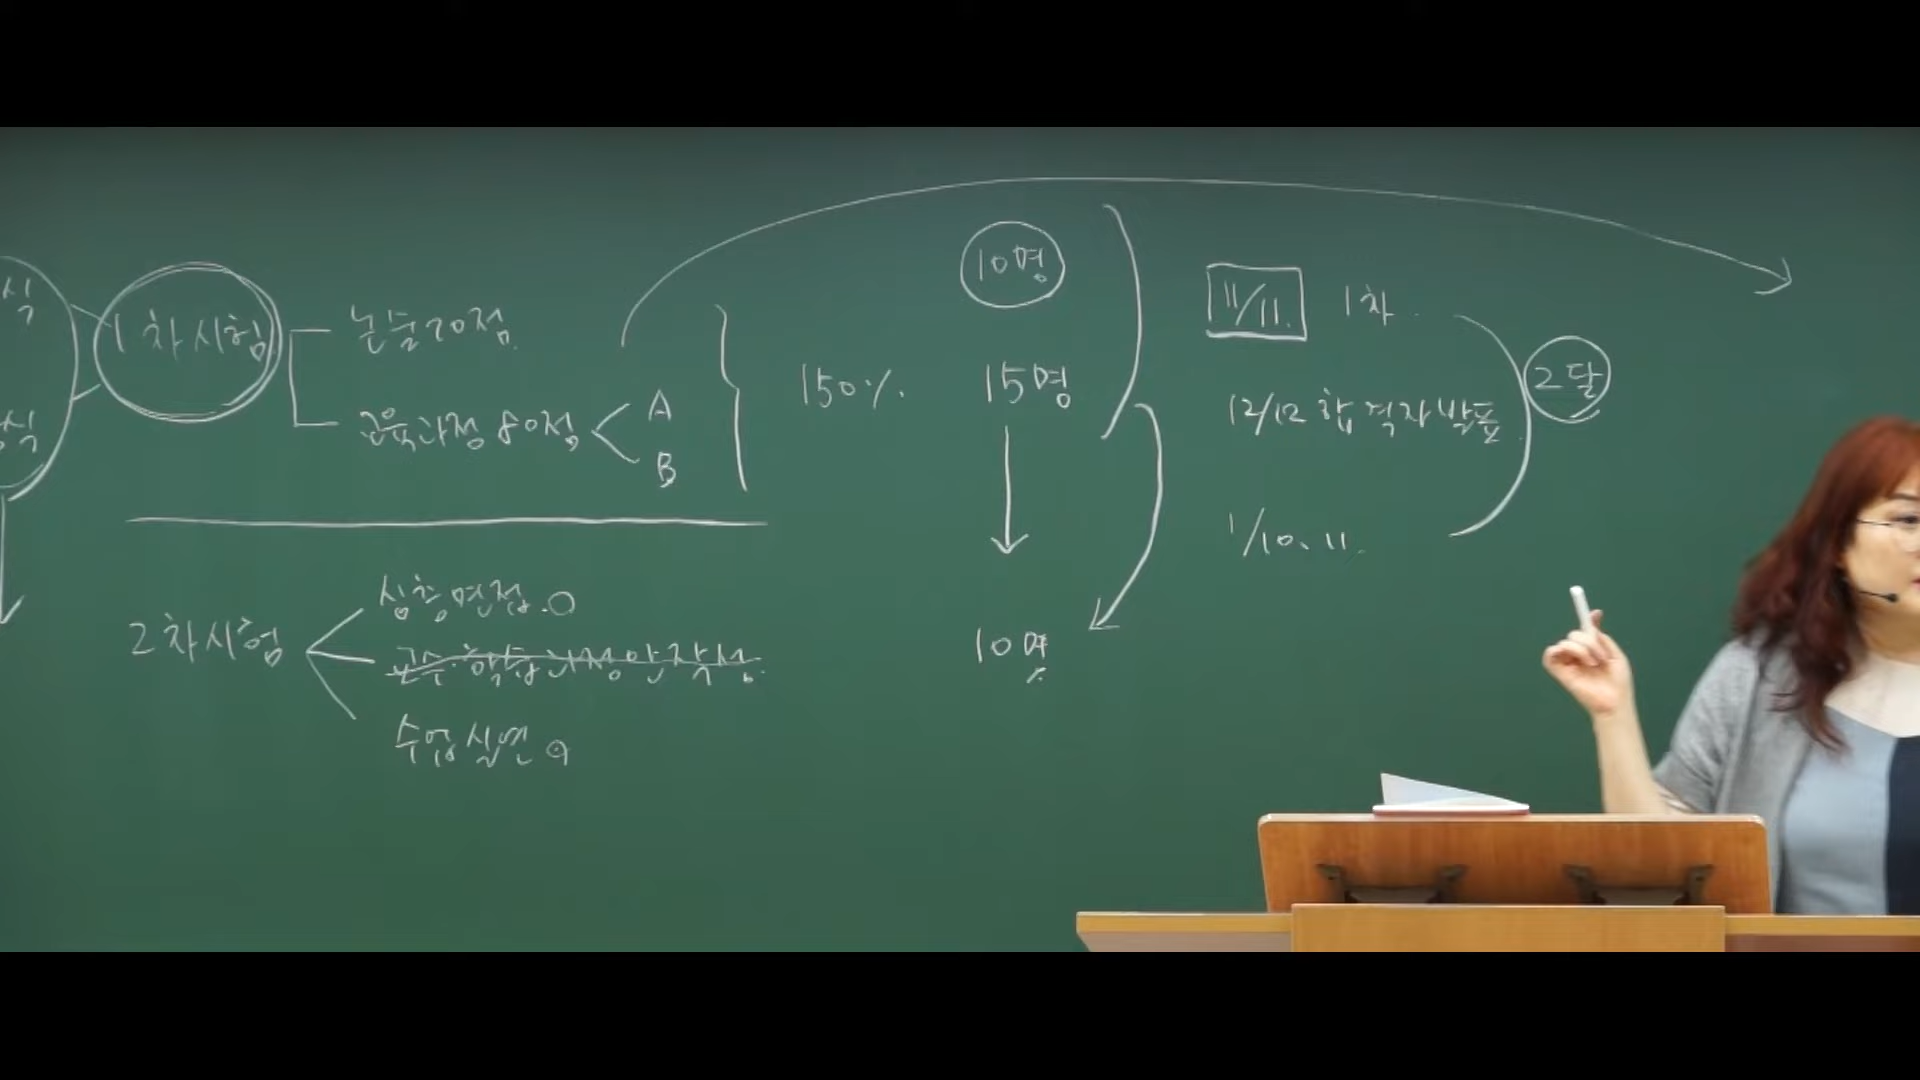 식
식
1차시험
논술 20점
교육과정 80점
A
B
150%
10명
15명
10명
11/11.
1차.
12/12 합격자발표
1/10, 11.
2달
2차시험
심층면접.
교수·학습과정안작성.
수업실연